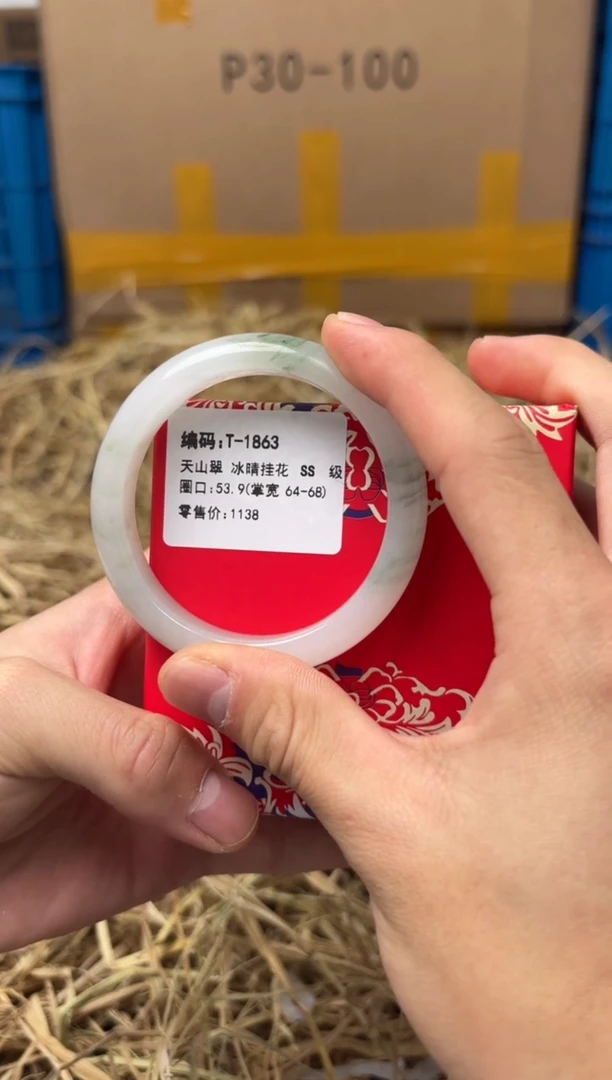 P30-100
编码:T-1863
天山翠 冰晴挂花 SS 级
圈口:53.9(掌宽 64-68)
零售价:1138